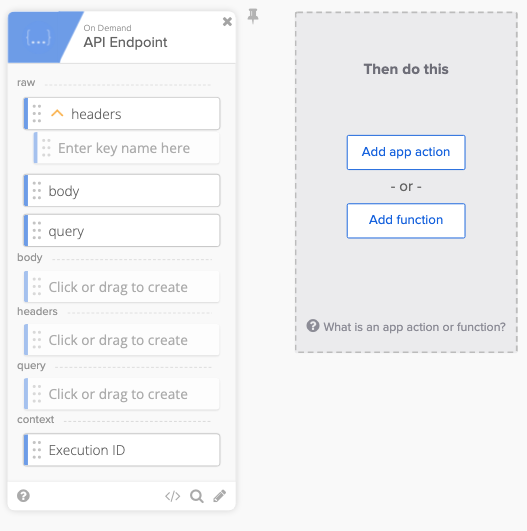 {...}
On Demand
API Endpoint
raw
headers
Enter key name here
body
query
body
Click or drag to create
headers
Click or drag to create
query
Click or drag to create
context
Execution ID
?
</>
Then do this
Add app action
- or -
Add function
? What is an app action or function?